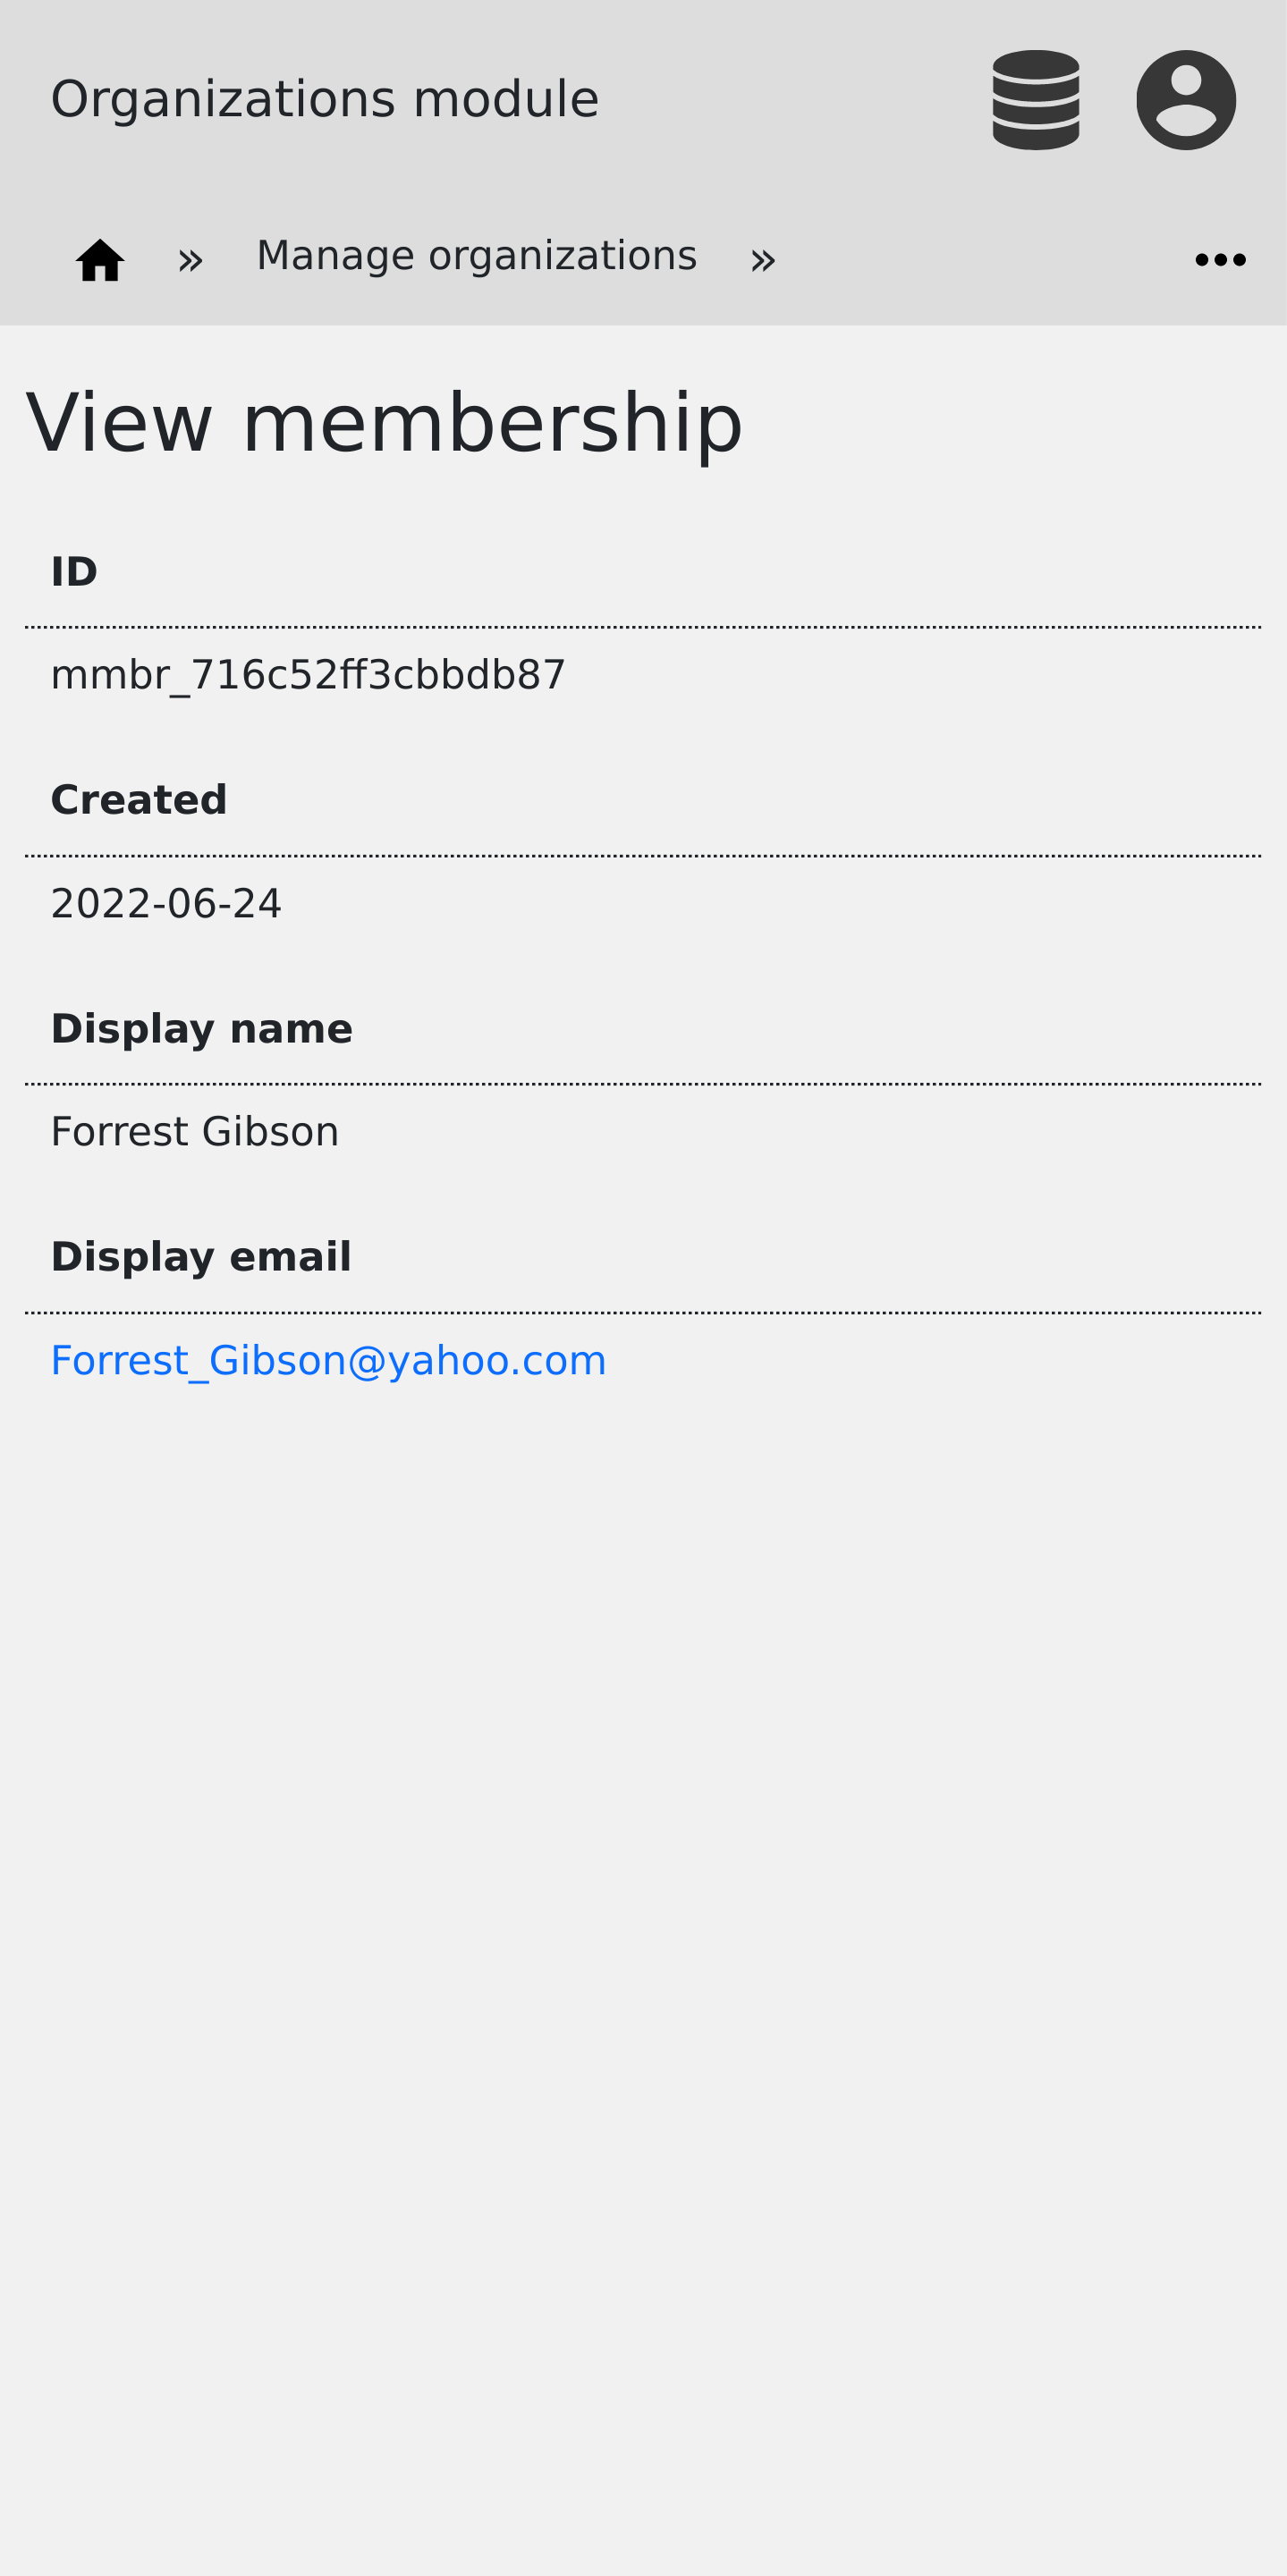 Organizations module
» Manage organizations »
View membership
ID
mmbr_716c52ff3cbbdb87
Created
2022-06-24
Display name
Forrest Gibson
Display email
Forrest_Gibson@yahoo.com